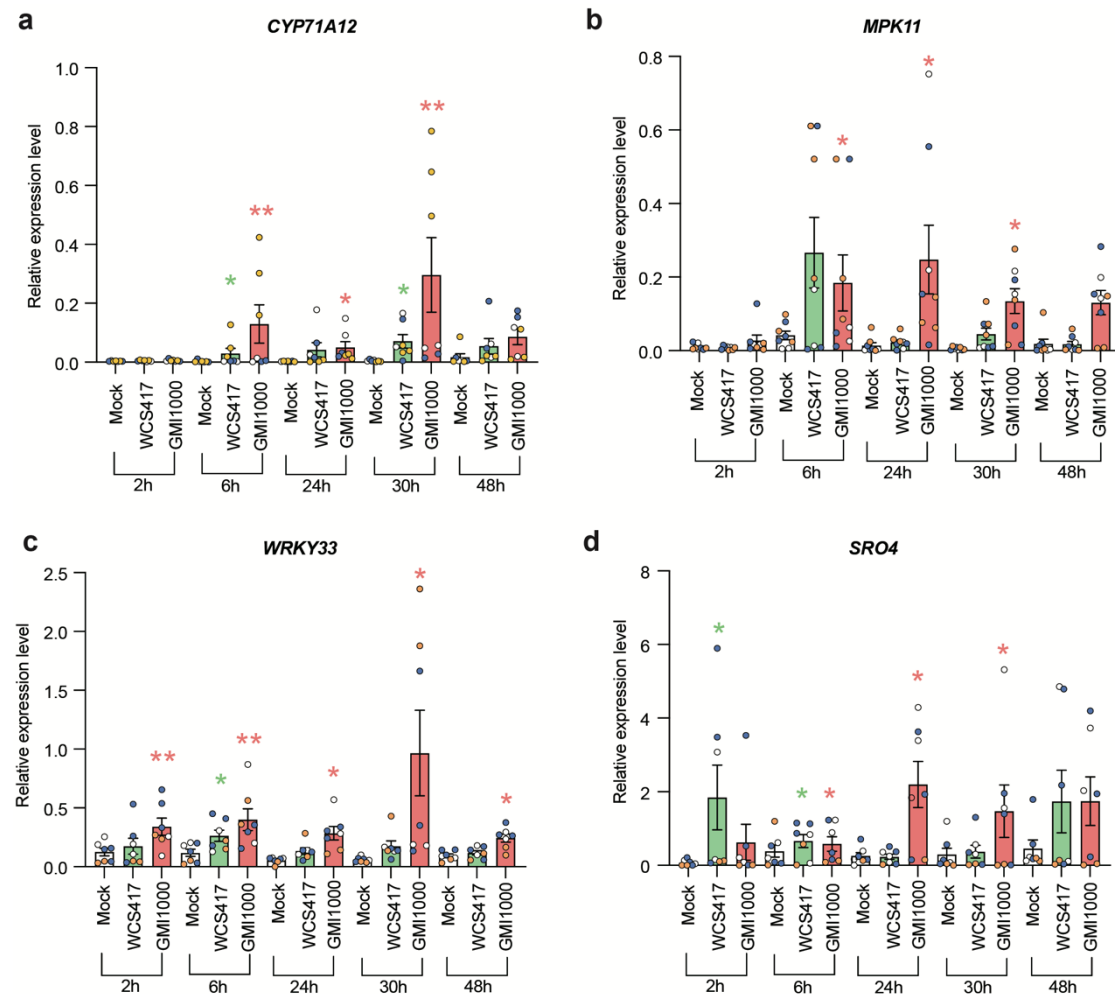 a
CYP71A12
Relative expression level
1.0
0.8
0.6
0.4
0.2
0.0
** 
* * * **
Mock WCS417 GMI1000 Mock WCS417 GMI1000 Mock WCS417 GMI1000 Mock WCS417 GMI1000 Mock WCS417 GMI1000
2h 6h 24h 30h 48h
b
MPK11
Relative expression level
0.8
0.6
0.4
0.2
0.0
* * *
Mock WCS417 GMI1000 Mock WCS417 GMI1000 Mock WCS417 GMI1000 Mock WCS417 GMI1000 Mock WCS417 GMI1000
2h 6h 24h 30h 48h
c
WRKY33
Relative expression level
2.5
2.0
1.5
1.0
0.5
0.0
** * ** * * *
Mock WCS417 GMI1000 Mock WCS417 GMI1000 Mock WCS417 GMI1000 Mock WCS417 GMI1000 Mock WCS417 GMI1000
2h 6h 24h 30h 48h
d
SRO4
Relative expression level
8
6
4
2
0
* * * * *
Mock WCS417 GMI1000 Mock WCS417 GMI1000 Mock WCS417 GMI1000 Mock WCS417 GMI1000 Mock WCS417 GMI1000
2h 6h 24h 30h 48h